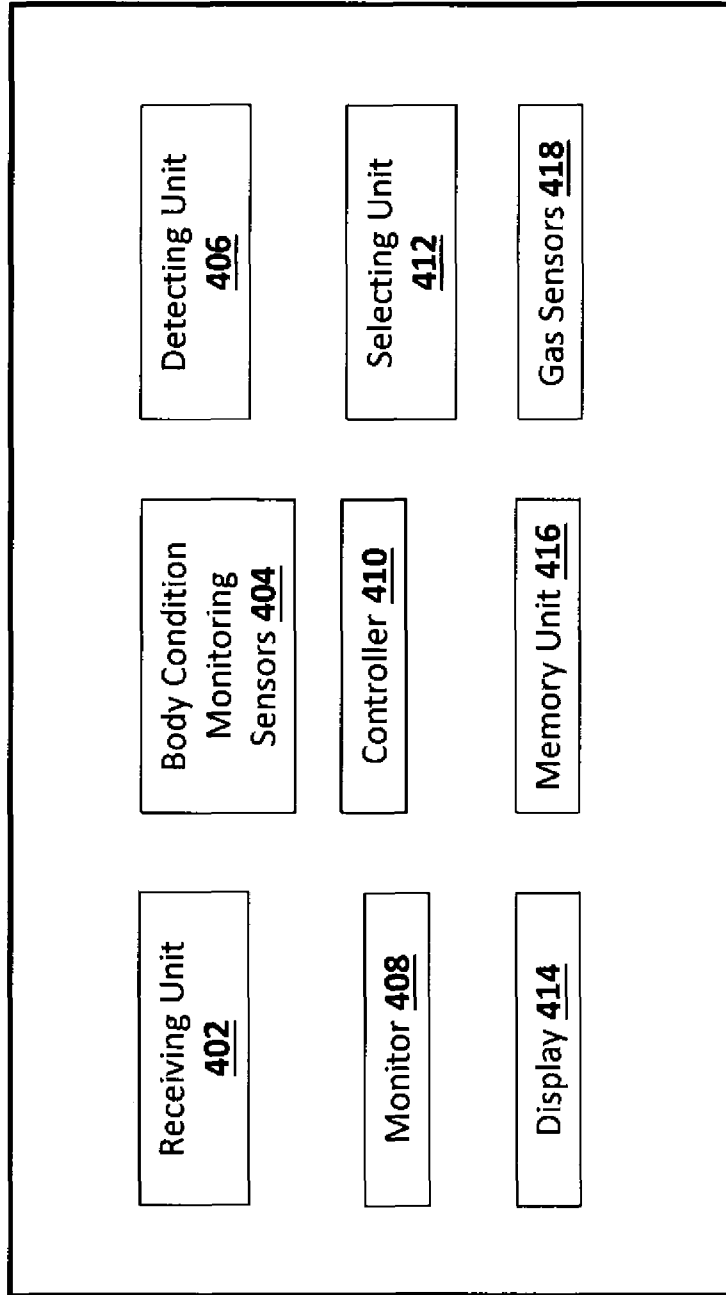 Receiving Unit
402
Body Condition
Monitoring
Sensors 404
Detecting Unit
406
Monitor 408
Controller 410
Selecting Unit
412
Display 414
Memory Unit 416
Gas Sensors 418